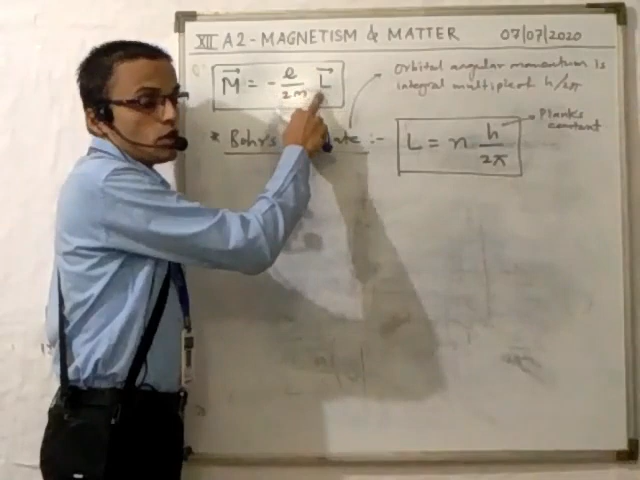 XII A2 - MAGNETISM & MATTER 07/07/2020
M⃗ = - e/2m L⃗
Orbital angular momentum is
integral multiple of h/2π
* Bohr's :-
L = n h/2π
Planks
constant